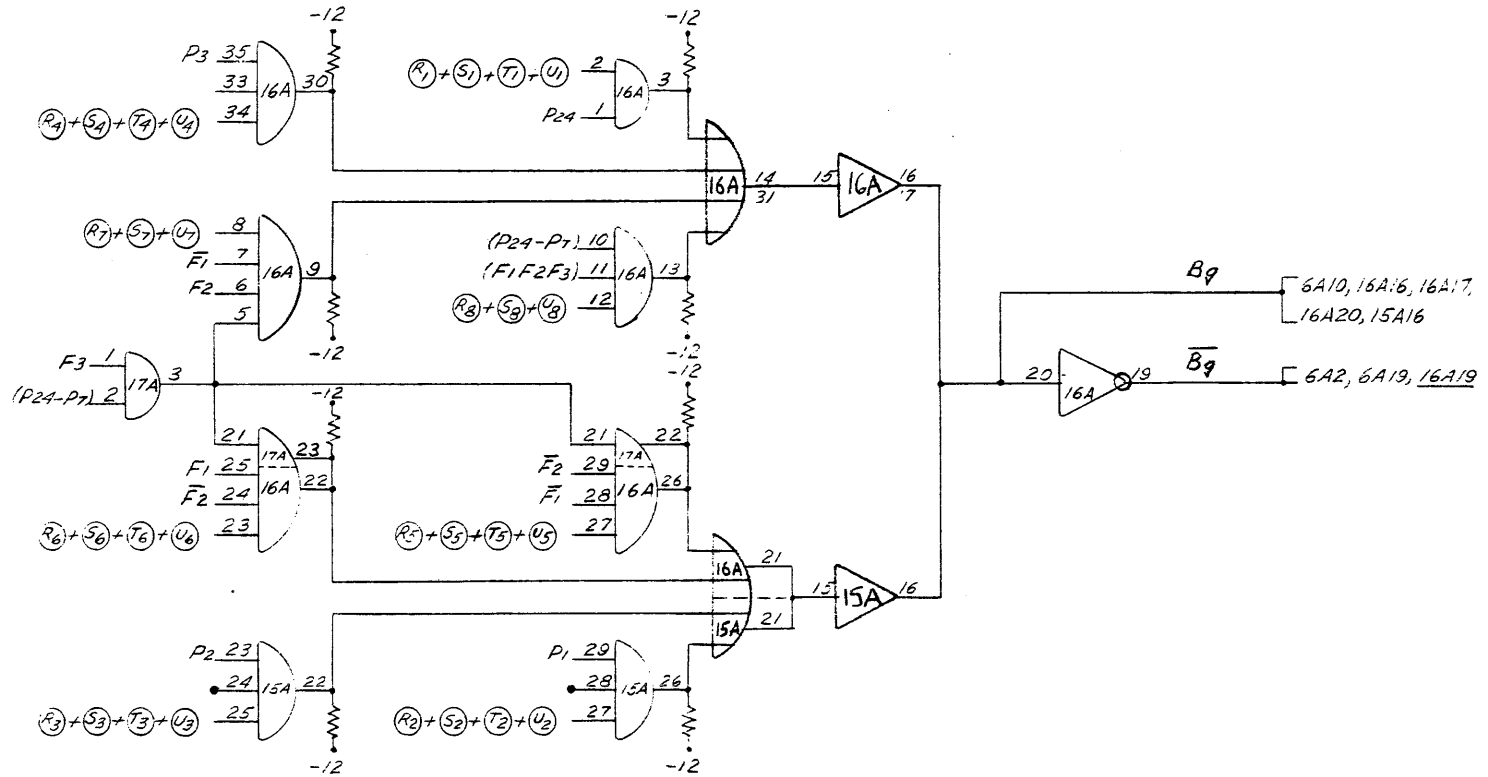 -12 -12
P3 35
33 16A 30
(R4)+(S4)+(T4)+(U4) 34
(R1)+(S1)+(T1)+(U1) 2
16A 3
P24 1
16A 14 31 15 16A 16 17
(R7)+(S7)+(U7) 8
F̅1 7
16A 9
F2 6
5
-12
(P24-P7) 10
(F1F2F3) 11 16A 13
(R8)+(S8)+(U8) 12
-12
-12
Bg 6A10, 16A16, 16A17,
16A20, 15A16
F3 1
17A 3
(P24-P7) 2
-12
20 16A 19 B̅g 6A2, 6A19, 16A19
21 17A 23
F1 25
16A 22
F̅2 24
(R6)+(S6)+(T6)+(U6) 23
21 17A 22
F̅2 29
16A 26
F̅1 28
(R5)+(S5)+(T5)+(U5) 27
16A 21
15A 21
15 15A 16
P2 23
24 15A 22
(R3)+(S3)+(T3)+(U3) 25
-12
P1 29
28 15A 26
(R2)+(S2)+(T2)+(U2) 27
-12